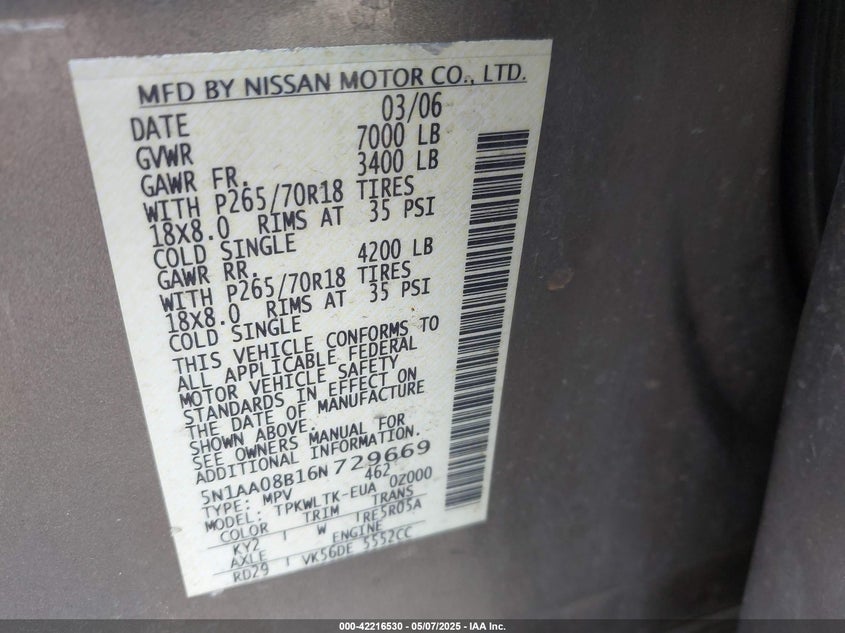 MFD BY NISSAN MOTOR CO., LTD.
DATE 03/06
GVWR 7000 LB
GAWR FR. 3400 LB
WITH P265/70R18 TIRES
18X8.0 RIMS AT 35 PSI
COLD SINGLE
GAWR RR. 4200 LB
WITH P265/70R18 TIRES
18X8.0 RIMS AT 35 PSI
COLD SINGLE
THIS VEHICLE CONFORMS TO
ALL APPLICABLE FEDERAL
MOTOR VEHICLE SAFETY
STANDARDS IN EFFECT ON
THE DATE OF MANUFACTURE
SHOWN ABOVE.
SEE OWNERS MANUAL FOR
ADDITIONAL INFORMATION.
5N1AA08B16N 729669
TYPE: MPV 462
MODEL: TPKWLTK-EUA 0Z000
COLOR TRIM TRANS
KY2 W TRE5R05A
AXLE ENGINE
RD29 VK56DE 5552CC
000-42216530 - 05/07/2025 - IAA Inc.